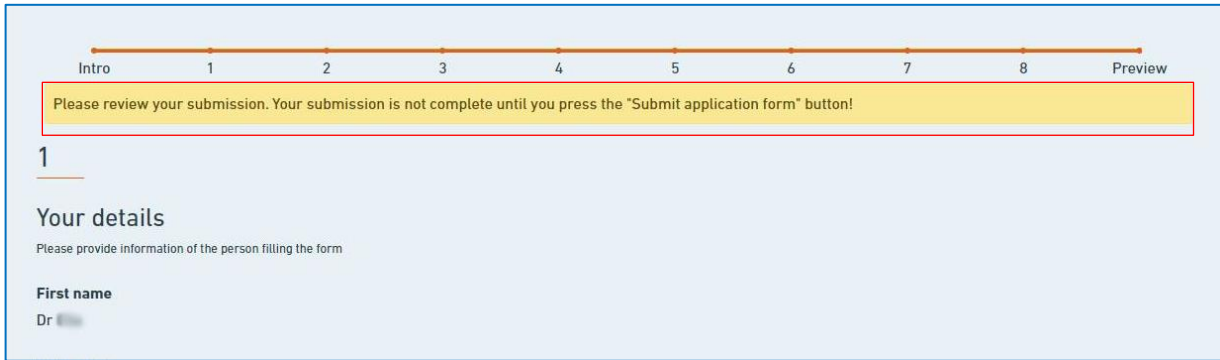 Intro 1 2 3 4 5 6 7 8 Preview
Please review your submission. Your submission is not complete until you press the "Submit application form" button!
1
Your details
Please provide information of the person filling the form
First name
Dr